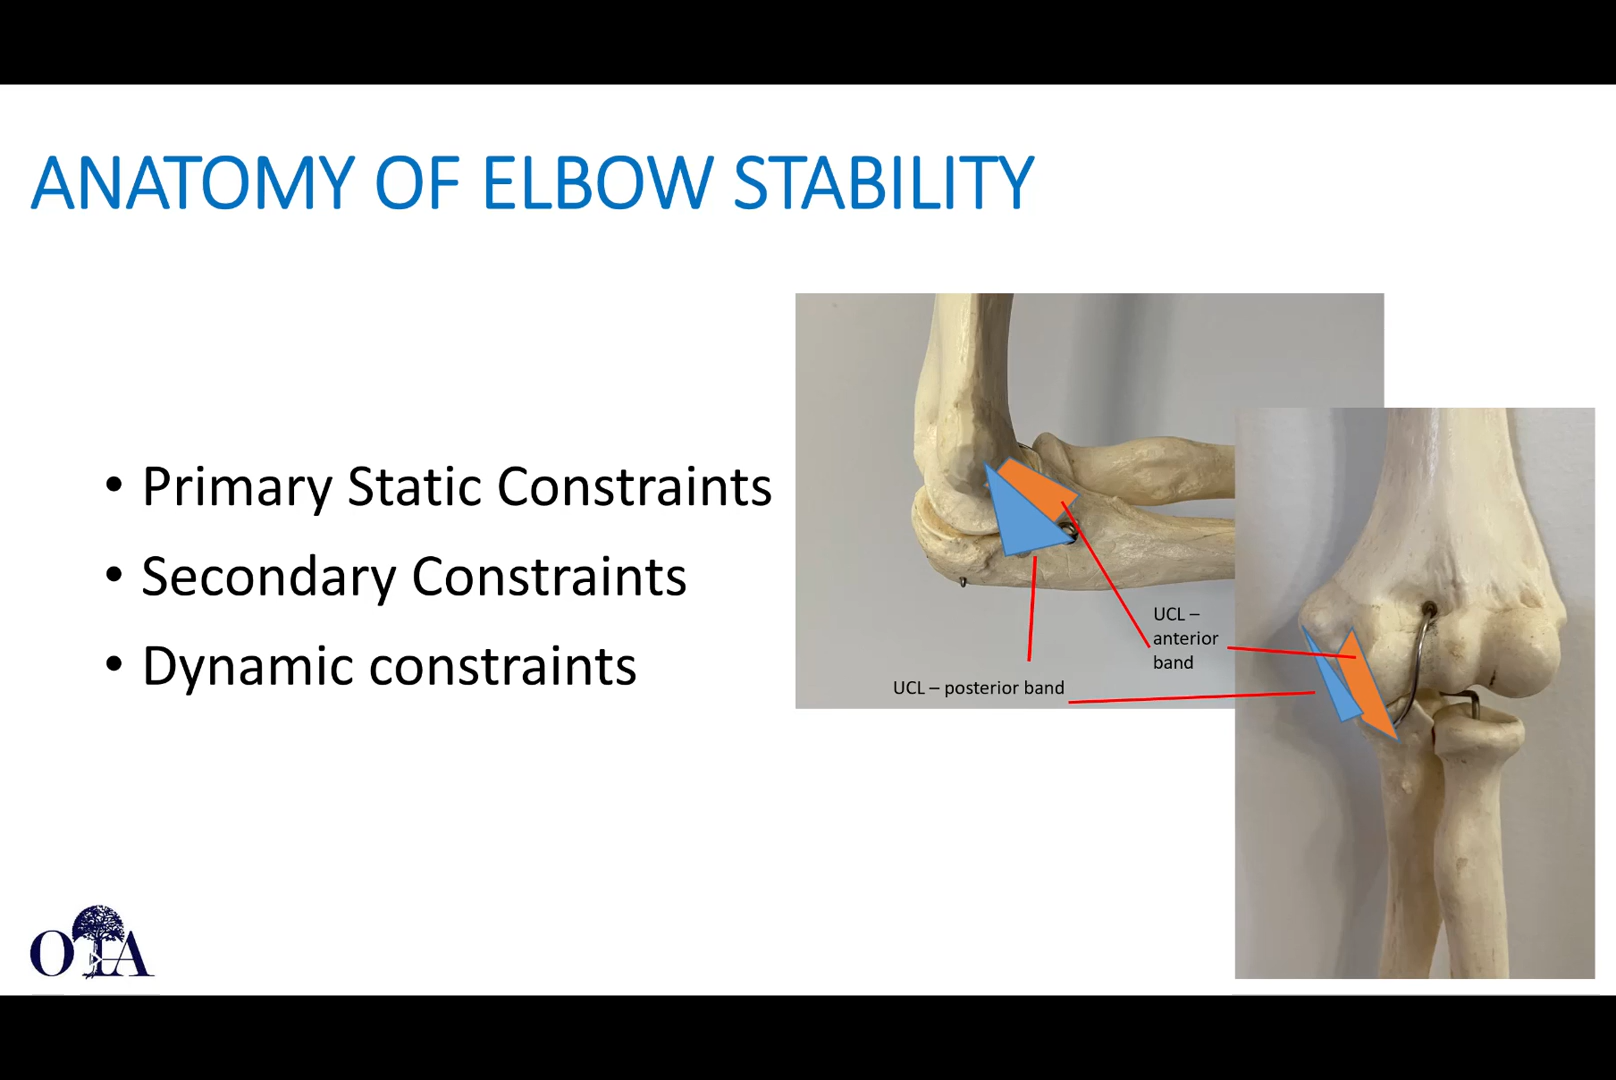 ANATOMY OF ELBOW STABILITY
• Primary Static Constraints
• Secondary Constraints
• Dynamic constraints
UCL –
anterior
band
UCL – posterior band
OTA